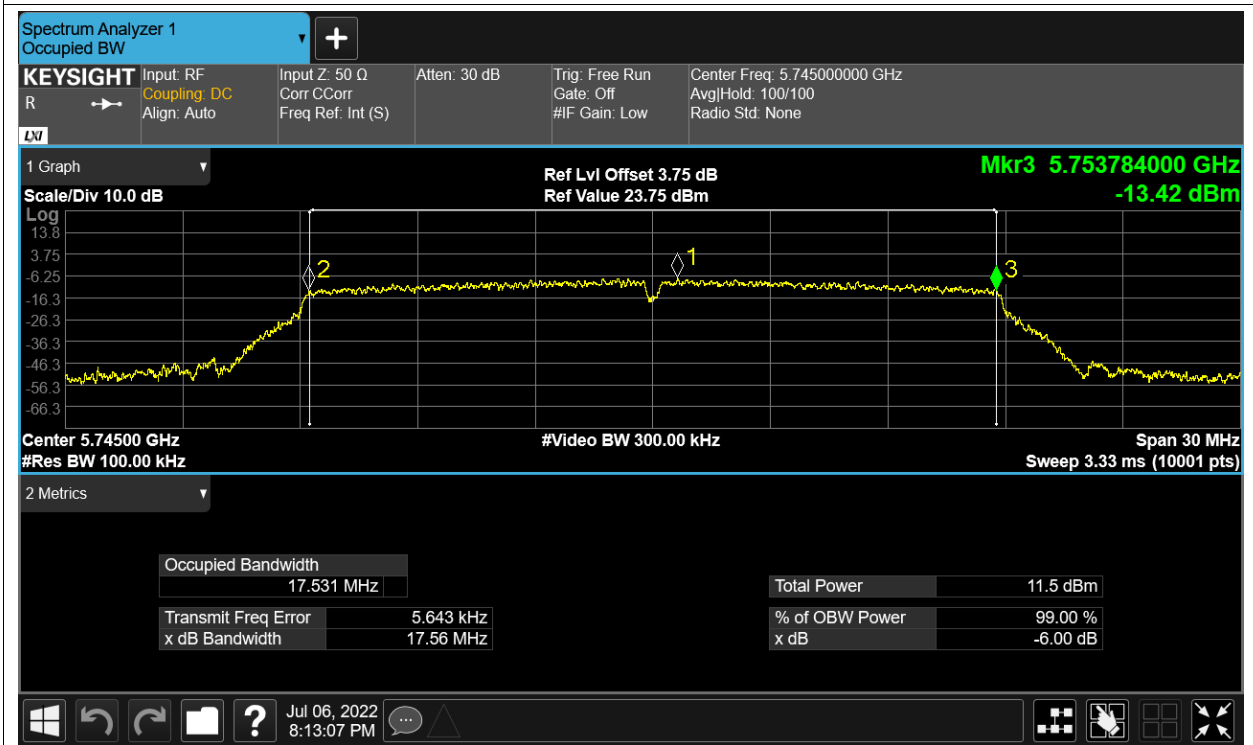 Spectrum Analyzer 1
Occupied BW
▼
+
KEYSIGHT
R
LXI
Input: RF
Coupling: DC
Align: Auto
Input Z: 50 Ω
Corr CCorr
Freq Ref: Int (S)
Atten: 30 dB
Trig: Free Run
Gate: Off
#IF Gain: Low
Center Freq: 5.745000000 GHz
Avg|Hold: 100/100
Radio Std: None
1 Graph ▼
Scale/Div 10.0 dB
Ref Lvl Offset 3.75 dB
Ref Value 23.75 dBm
Mkr3 5.753784000 GHz
-13.42 dBm
Log
13.8
3.75
-6.25
-16.3
-26.3
-36.3
-46.3
-56.3
-66.3
2
1
3
Center 5.74500 GHz
#Res BW 100.00 kHz
#Video BW 300.00 kHz
Span 30 MHz
Sweep 3.33 ms (10001 pts)
2 Metrics ▼
Occupied Bandwidth
17.531 MHz
Transmit Freq Error 5.643 kHz
x dB Bandwidth 17.56 MHz
Total Power 11.5 dBm
% of OBW Power 99.00 %
x dB -6.00 dB
?
Jul 06, 2022
8:13:07 PM